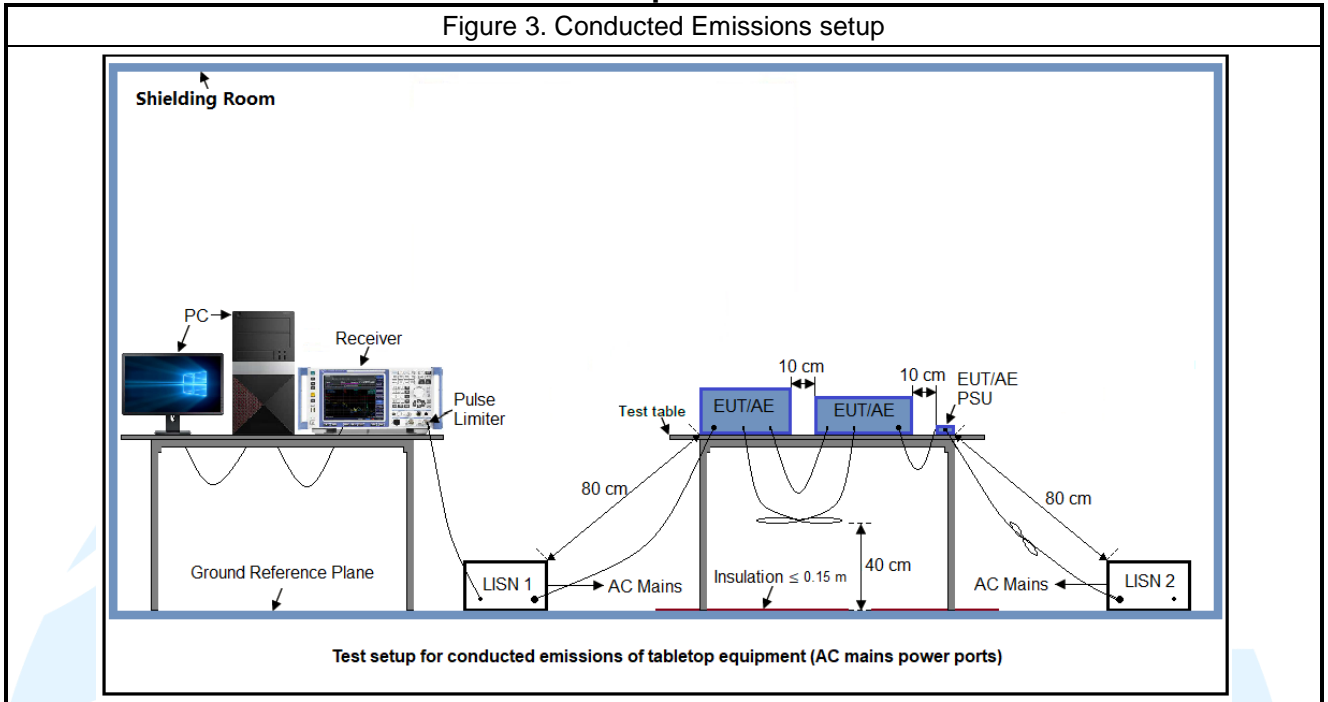 Figure 3. Conducted Emissions setup
Shielding Room
PC
Receiver
Pulse
Limiter
Test table
EUT/AE
10 cm
EUT/AE
10 cm
EUT/AE
PSU
80 cm
80 cm
Ground Reference Plane
LISN 1
AC Mains
Insulation ≤ 0.15 m
40 cm
AC Mains
LISN 2
Test setup for conducted emissions of tabletop equipment (AC mains power ports)